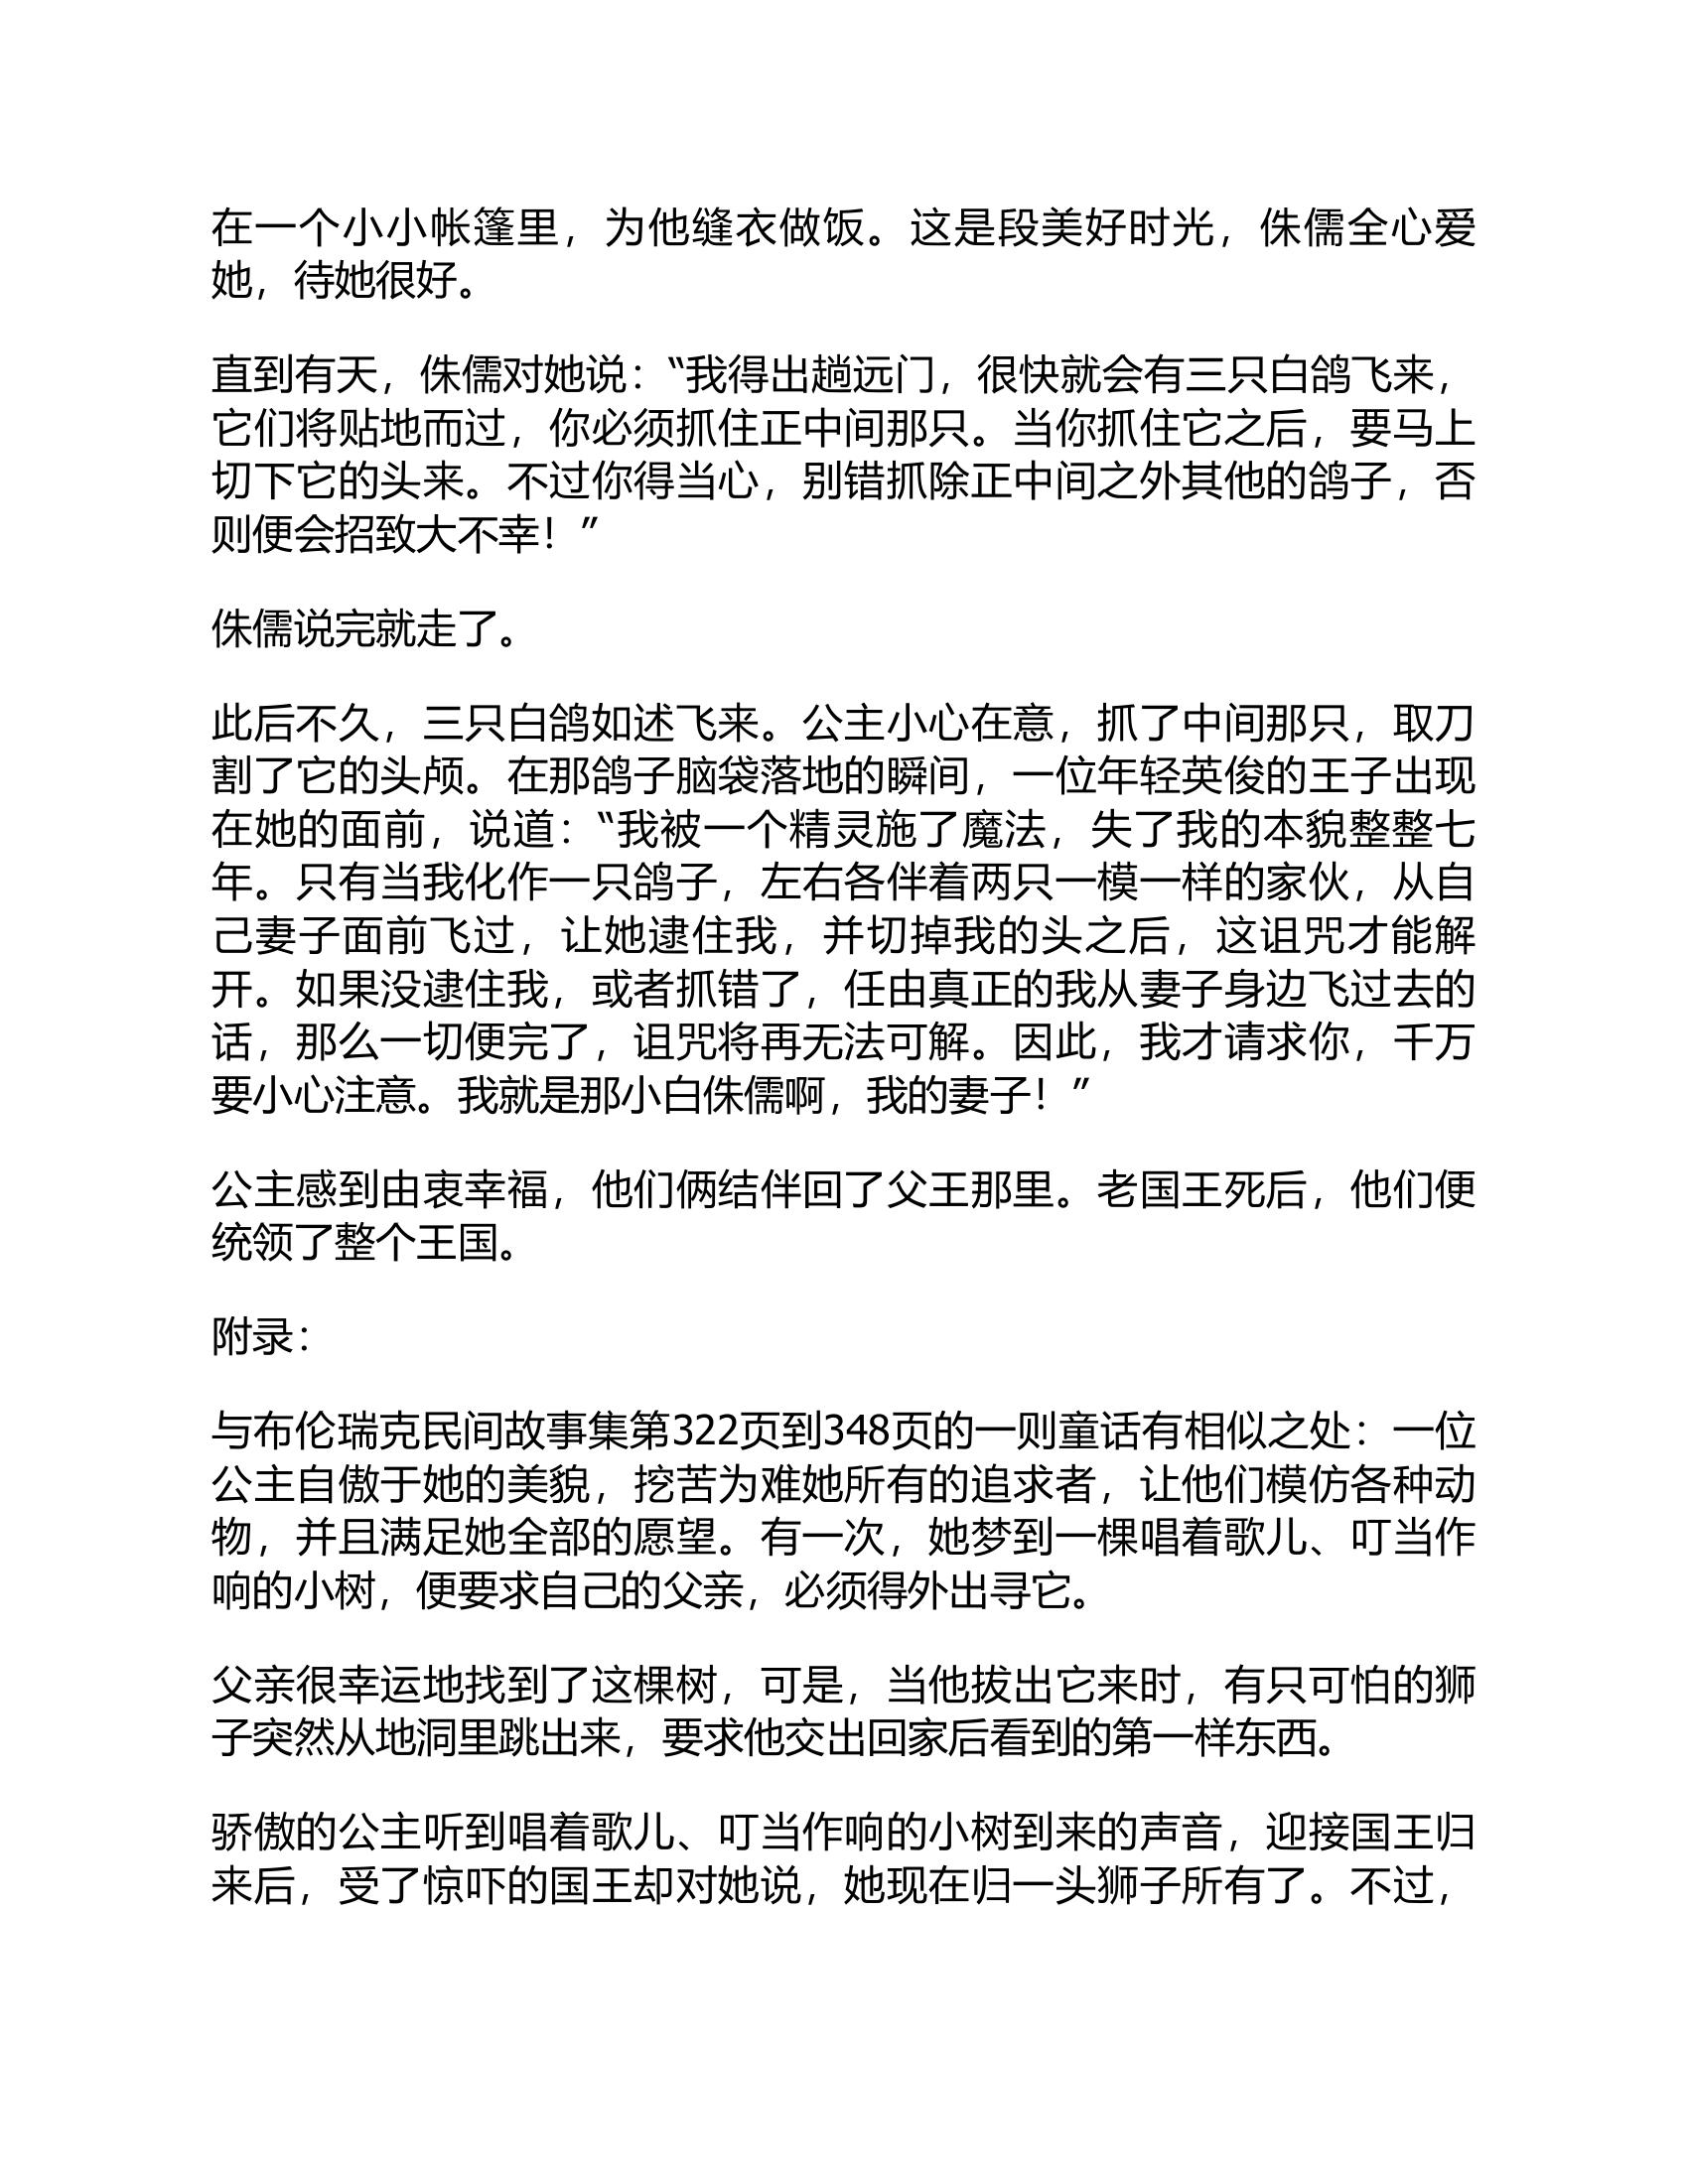 在一个小小帐篷里，为他缝衣做饭。这是段美好时光，侏儒全心爱
她，待她很好。
直到有天，侏儒对她说：“我得出趟远门，很快就会有三只白鸽飞来，
它们将贴地而过，你必须抓住正中间那只。当你抓住它之后，要马上
切下它的头来。不过你得当心，别错抓除正中间之外其他的鸽子，否
则便会招致大不幸！”
侏儒说完就走了。
此后不久，三只白鸽如述飞来。公主小心在意，抓了中间那只，取刀
割了它的头颅。在那鸽子脑袋落地的瞬间，一位年轻英俊的王子出现
在她的面前，说道：“我被一个精灵施了魔法，失了我的本貌整整七
年。只有当我化作一只鸽子，左右各伴着两只一模一样的家伙，从自
己妻子面前飞过，让她逮住我，并切掉我的头之后，这诅咒才能解
开。如果没逮住我，或者抓错了，任由真正的我从妻子身边飞过去的
话，那么一切便完了，诅咒将再无法可解。因此，我才请求你，千万
要小心注意。我就是那小白侏儒啊，我的妻子！”
公主感到由衷幸福，他们俩结伴回了父王那里。老国王死后，他们便
统领了整个王国。
附录：
与布伦瑞克民间故事集第322页到348页的一则童话有相似之处：一位
公主自傲于她的美貌，挖苦为难她所有的追求者，让他们模仿各种动
物，并且满足她全部的愿望。有一次，她梦到一棵唱着歌儿、叮当作
响的小树，便要求自己的父亲，必须得外出寻它。
父亲很幸运地找到了这棵树，可是，当他拔出它来时，有只可怕的狮
子突然从地洞里跳出来，要求他交出回家后看到的第一样东西。
骄傲的公主听到唱着歌儿、叮当作响的小树到来的声音，迎接国王归
来后，受了惊吓的国王却对她说，她现在归一头狮子所有了。不过，